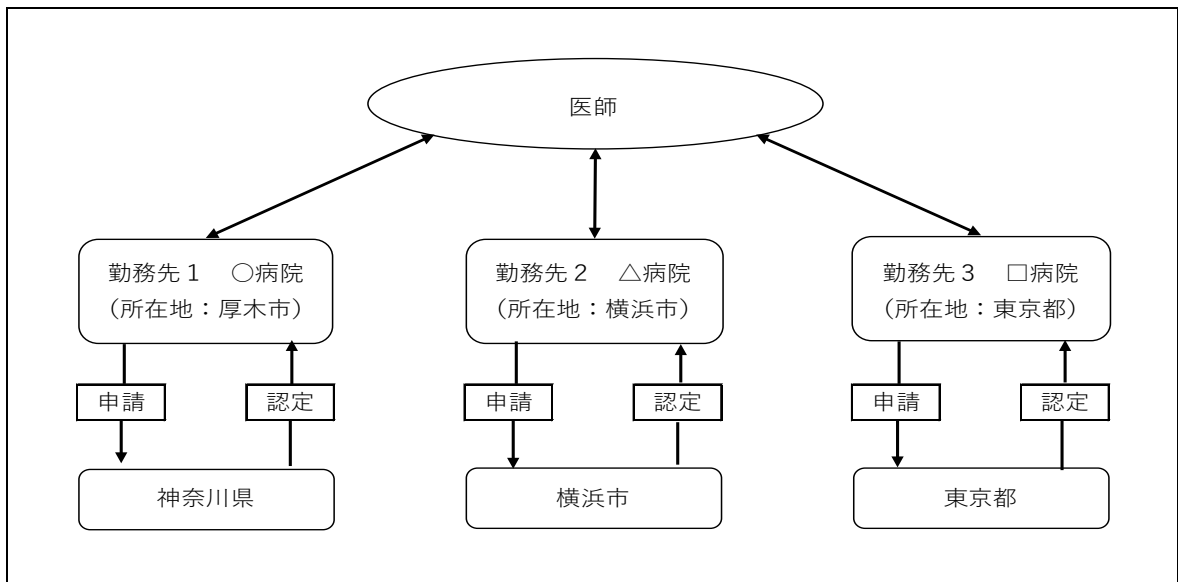 医師
勤務先１　○病院
（所在地：厚木市）
勤務先２　△病院
（所在地：横浜市）
勤務先３　□病院
（所在地：東京都）
申請
認定
申請
認定
申請
認定
神奈川県
横浜市
東京都